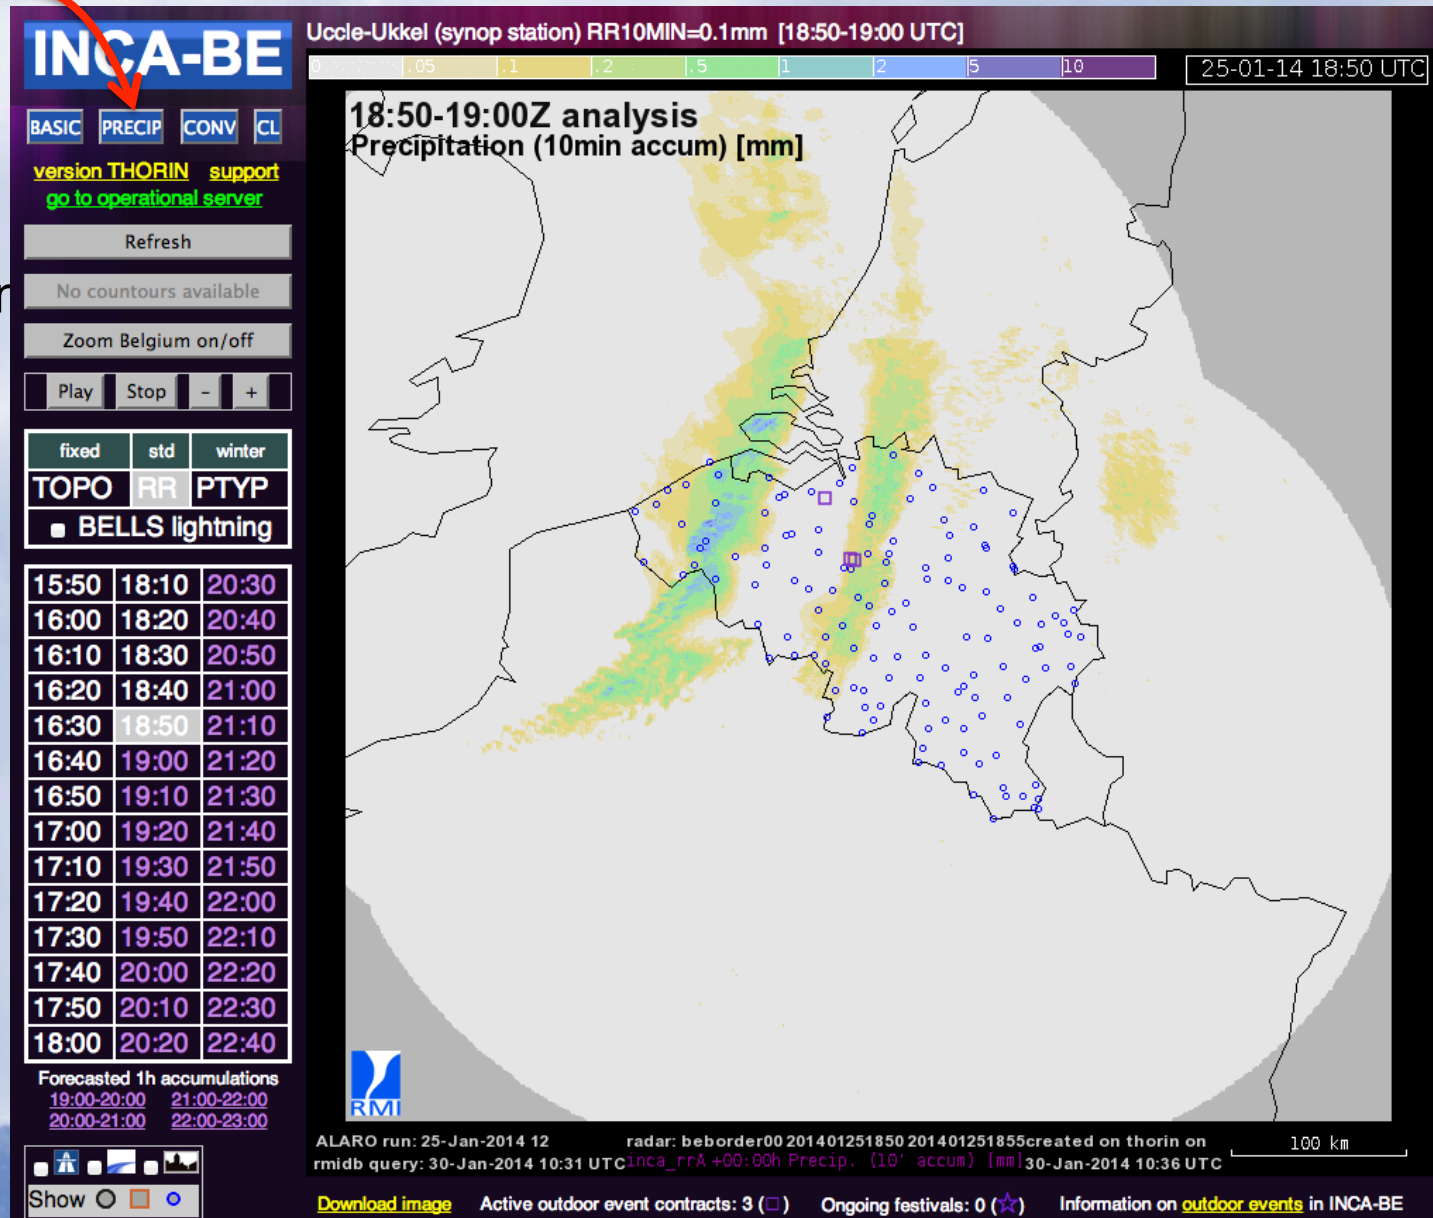 INCA-BE
BASIC PRECIP CONV CL
version THORIN support
go to operational server
Refresh
r
No countours available
Zoom Belgium on/off
Play Stop - +
fixed std winter
TOPO RR PTYP
BELLS lightning
15:50 18:10 20:30
16:00 18:20 20:40
16:10 18:30 20:50
16:20 18:40 21:00
16:30 18:50 21:10
16:40 19:00 21:20
16:50 19:10 21:30
17:00 19:20 21:40
17:10 19:30 21:50
17:20 19:40 22:00
17:30 19:50 22:10
17:40 20:00 22:20
17:50 20:10 22:30
18:00 20:20 22:40
Forecasted 1h accumulations
19:00-20:00 21:00-22:00
20:00-21:00 22:00-23:00
Show
Uccle-Ukkel (synop station) RR10MIN=0.1mm [18:50-19:00 UTC]
0 .05 .1 .2 .5 1 2 5 10
25-01-14 18:50 UTC
18:50-19:00Z analysis
Precipitation (10min accum) [mm]
RMI
ALARO run: 25-Jan-2014 12 radar: beborder00 201401251850 201401251855created on thorin on
rmidb query: 30-Jan-2014 10:31 UTC inca_rrA +00:00h Precip. (10' accum) [mm] 30-Jan-2014 10:36 UTC
100 km
Download image Active outdoor event contracts: 3 (□) Ongoing festivals: 0 (☆) Information on outdoor events in INCA-BE